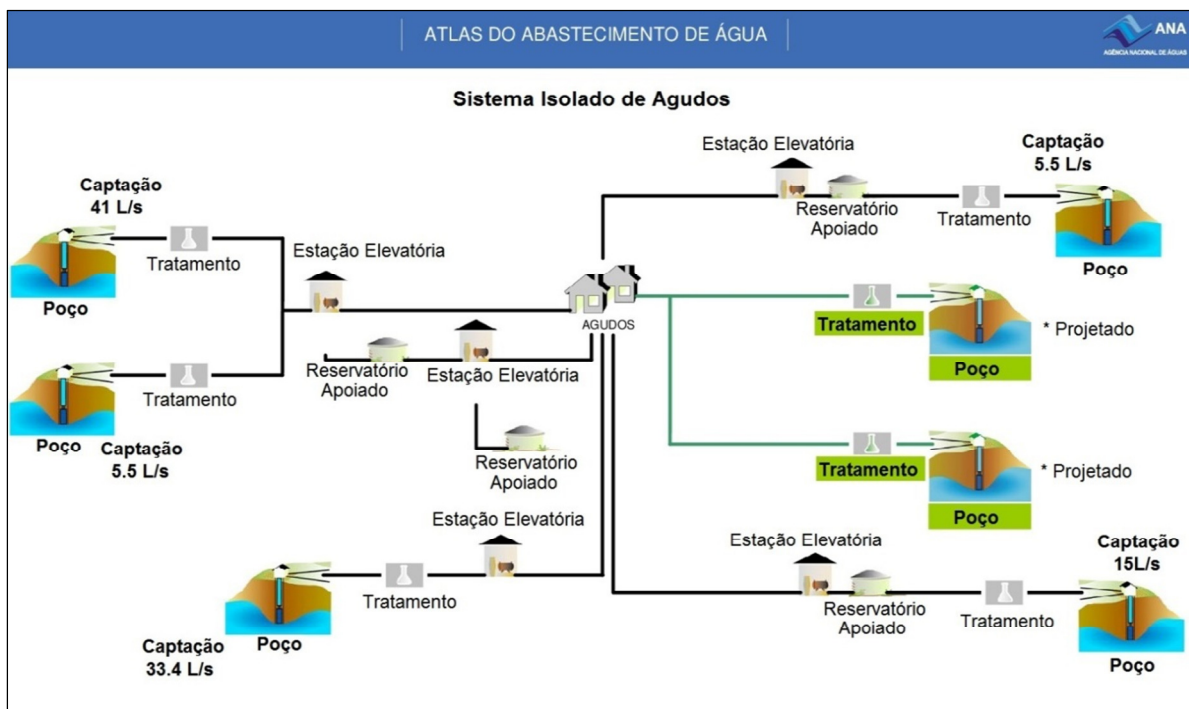 ATLAS DO ABASTECIMENTO DE ÁGUA
ANA
AGÊNCIA NACIONAL DE ÁGUAS
Sistema Isolado de Agudos
Captação
41 L/s
Tratamento
Poço
Estação Elevatória
Tratamento
Poço
Captação
5.5 L/s
Reservatório
Apoiado
Estação Elevatória
Reservatório
Apoiado
AGUDOS
Estação Elevatória
Tratamento
Poço
Captação
33.4 L/s
Estação Elevatória
Reservatório
Apoiado
Tratamento
Captação
5.5 L/s
Poço
Tratamento
* Projetado
Poço
Tratamento
* Projetado
Poço
Estação Elevatória
Reservatório
Apoiado
Tratamento
Captação
15L/s
Poço